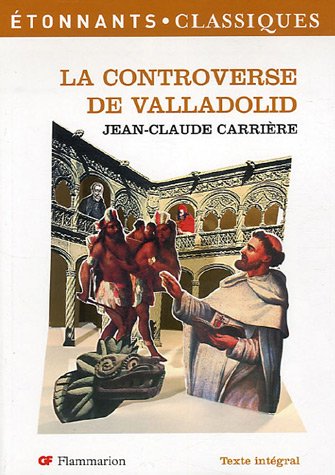 ÉTONNANTS • CLASSIQUES
LA CONTROVERSE
DE VALLADOLID
JEAN-CLAUDE CARRIÈRE
GF Flammarion
Texte intégral